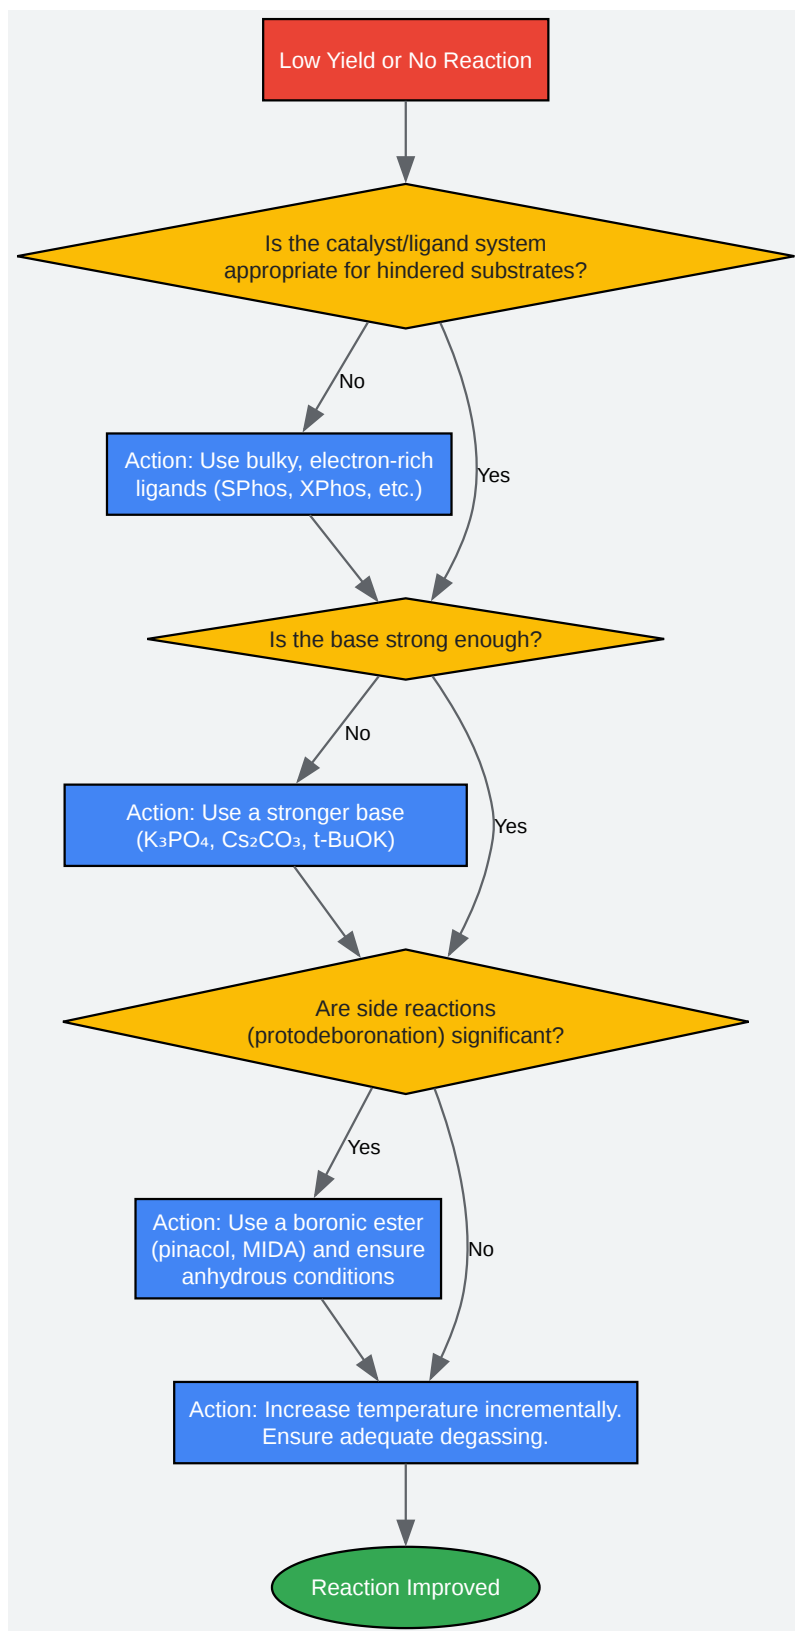 Low Yield or No Reaction
Is the catalyst/ligand system
appropriate for hindered substrates?
No
Action: Use bulky, electron-rich
ligands (SPhos, XPhos, etc.)
Yes
Is the base strong enough?
No
Action: Use a stronger base
(K₃PO₄, Cs₂CO₃, t-BuOK)
Yes
Are side reactions
(protodeboronation) significant?
Yes
Action: Use a boronic ester
(pinacol, MIDA) and ensure
anhydrous conditions
No
Action: Increase temperature incrementally.
Ensure adequate degassing.
Reaction Improved